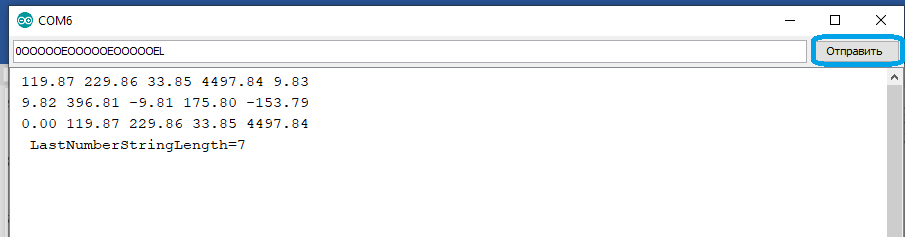 COM6
0OOOOOEOOOOOEOOOOOEL
Отправить
119.87 229.86 33.85 4497.84 9.83
9.82 396.81 -9.81 175.80 -153.79
0.00 119.87 229.86 33.85 4497.84
LastNumberStringLength=7